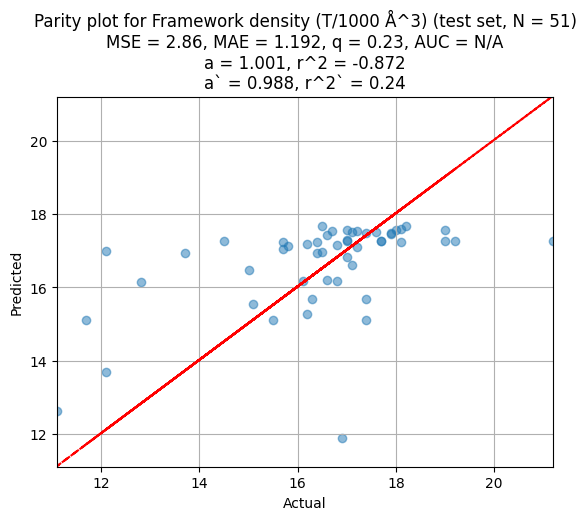 Parity plot for Framework density (T/1000 Å^3) (test set, N = 51)
MSE = 2.86, MAE = 1.192, q = 0.23, AUC = N/A
a = 1.001, r^2 = -0.872
a` = 0.988, r^2` = 0.24
20
18
16
14
12
Predicted
12
14
16
18
20
Actual